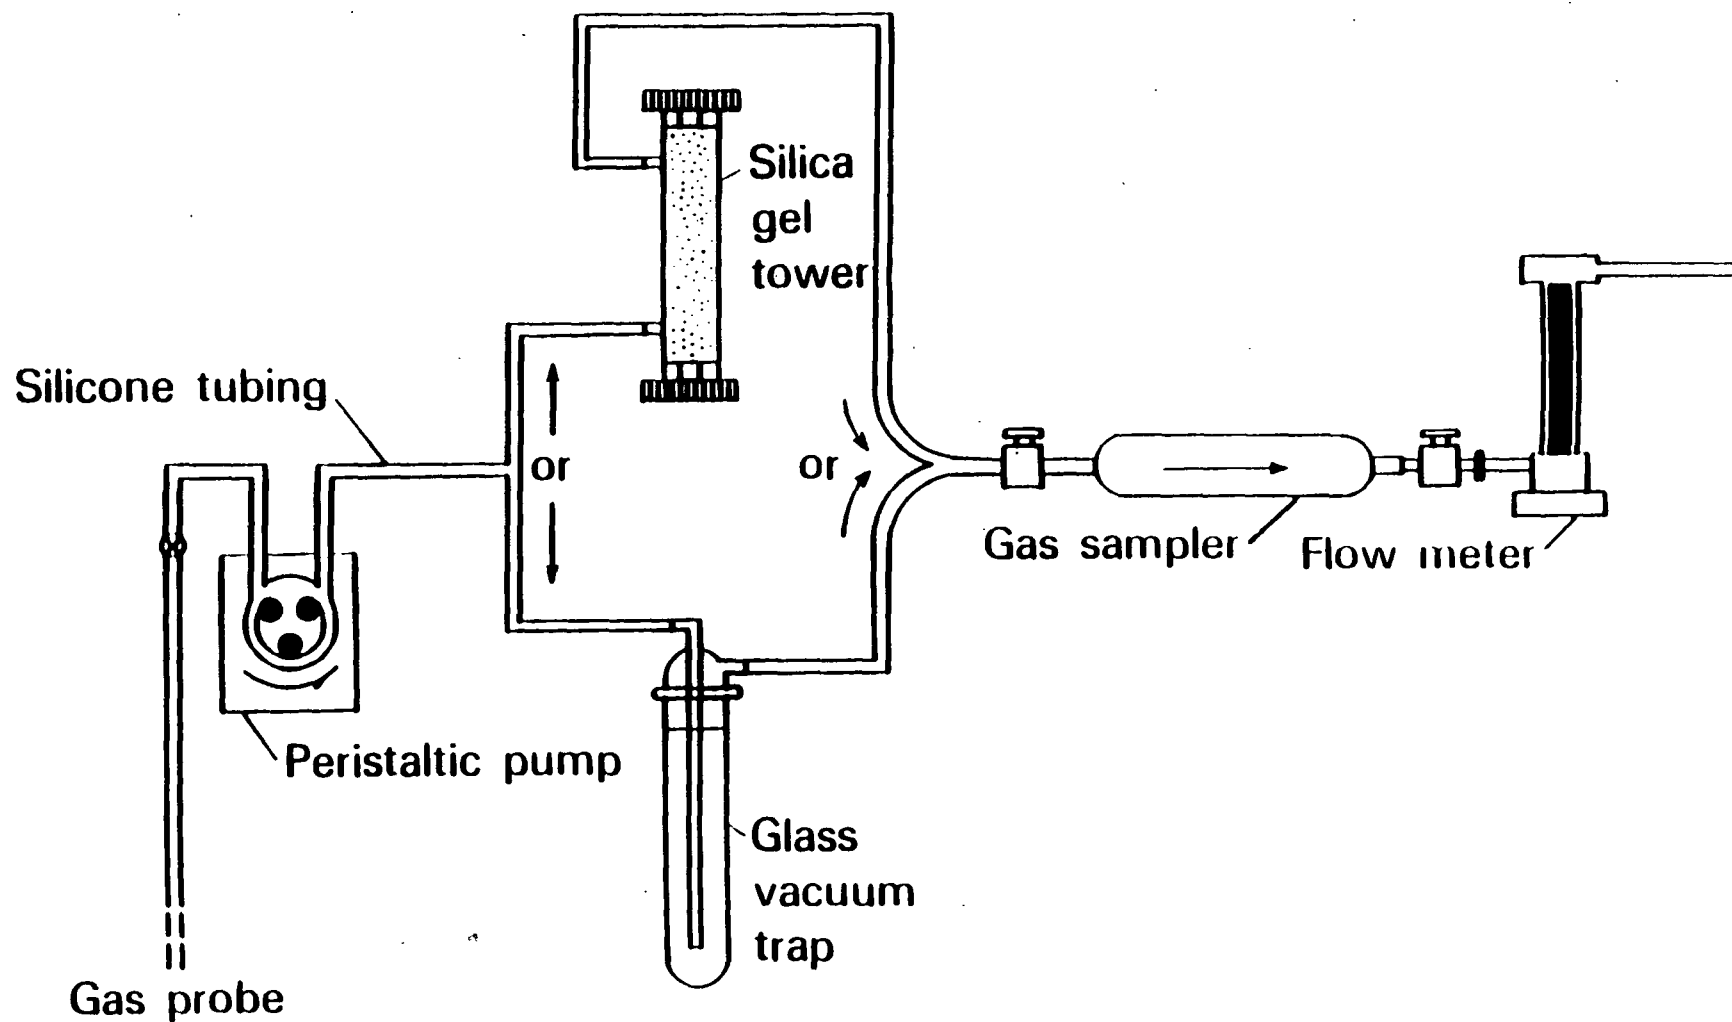 Silica
gel
tower
Silicone tubing
or
or
Gas sampler
Flow meter
Peristaltic pump
Glass
vacuum
trap
Gas probe